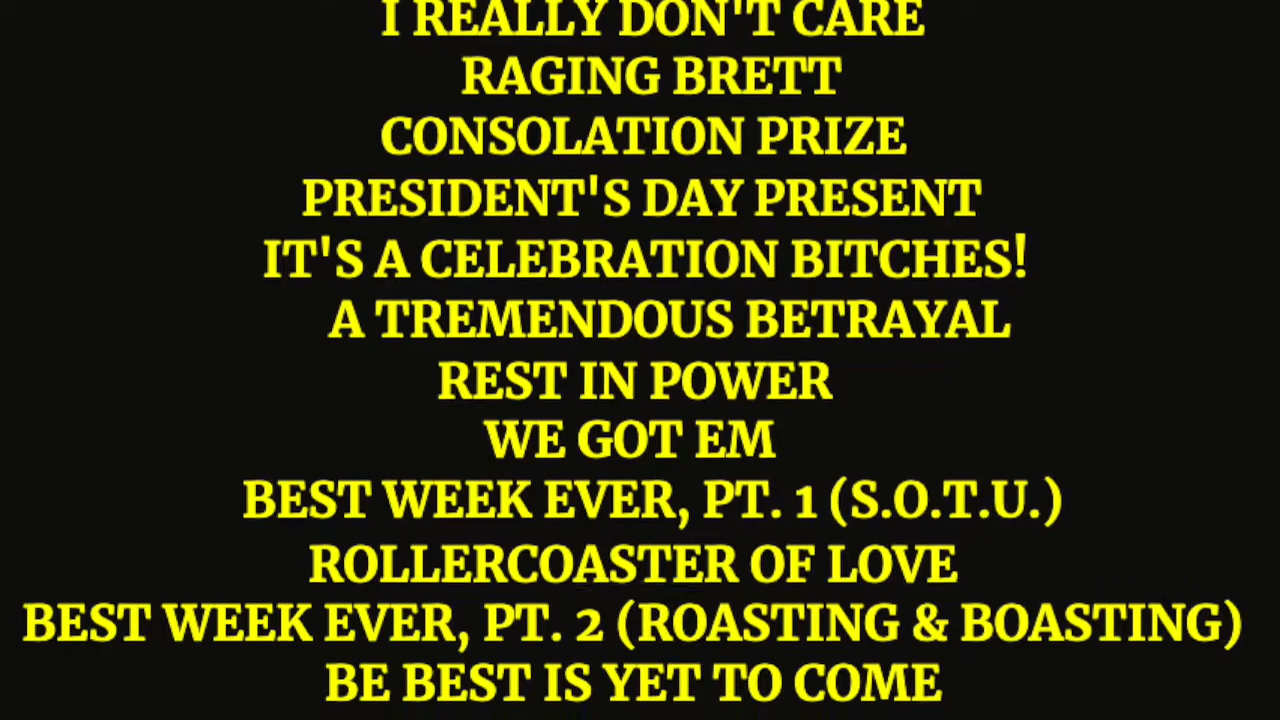 I REALLY DON'T CARE
RAGING BRETT
CONSOLATION PRIZE
PRESIDENT'S DAY PRESENT
IT'S A CELEBRATION BITCHES!
A TREMENDOUS BETRAYAL
REST IN POWER
WE GOT EM
BEST WEEK EVER, PT. 1 (S.O.T.U.)
ROLLERCOASTER OF LOVE
BEST WEEK EVER, PT. 2 (ROASTING & BOASTING)
BE BEST IS YET TO COME